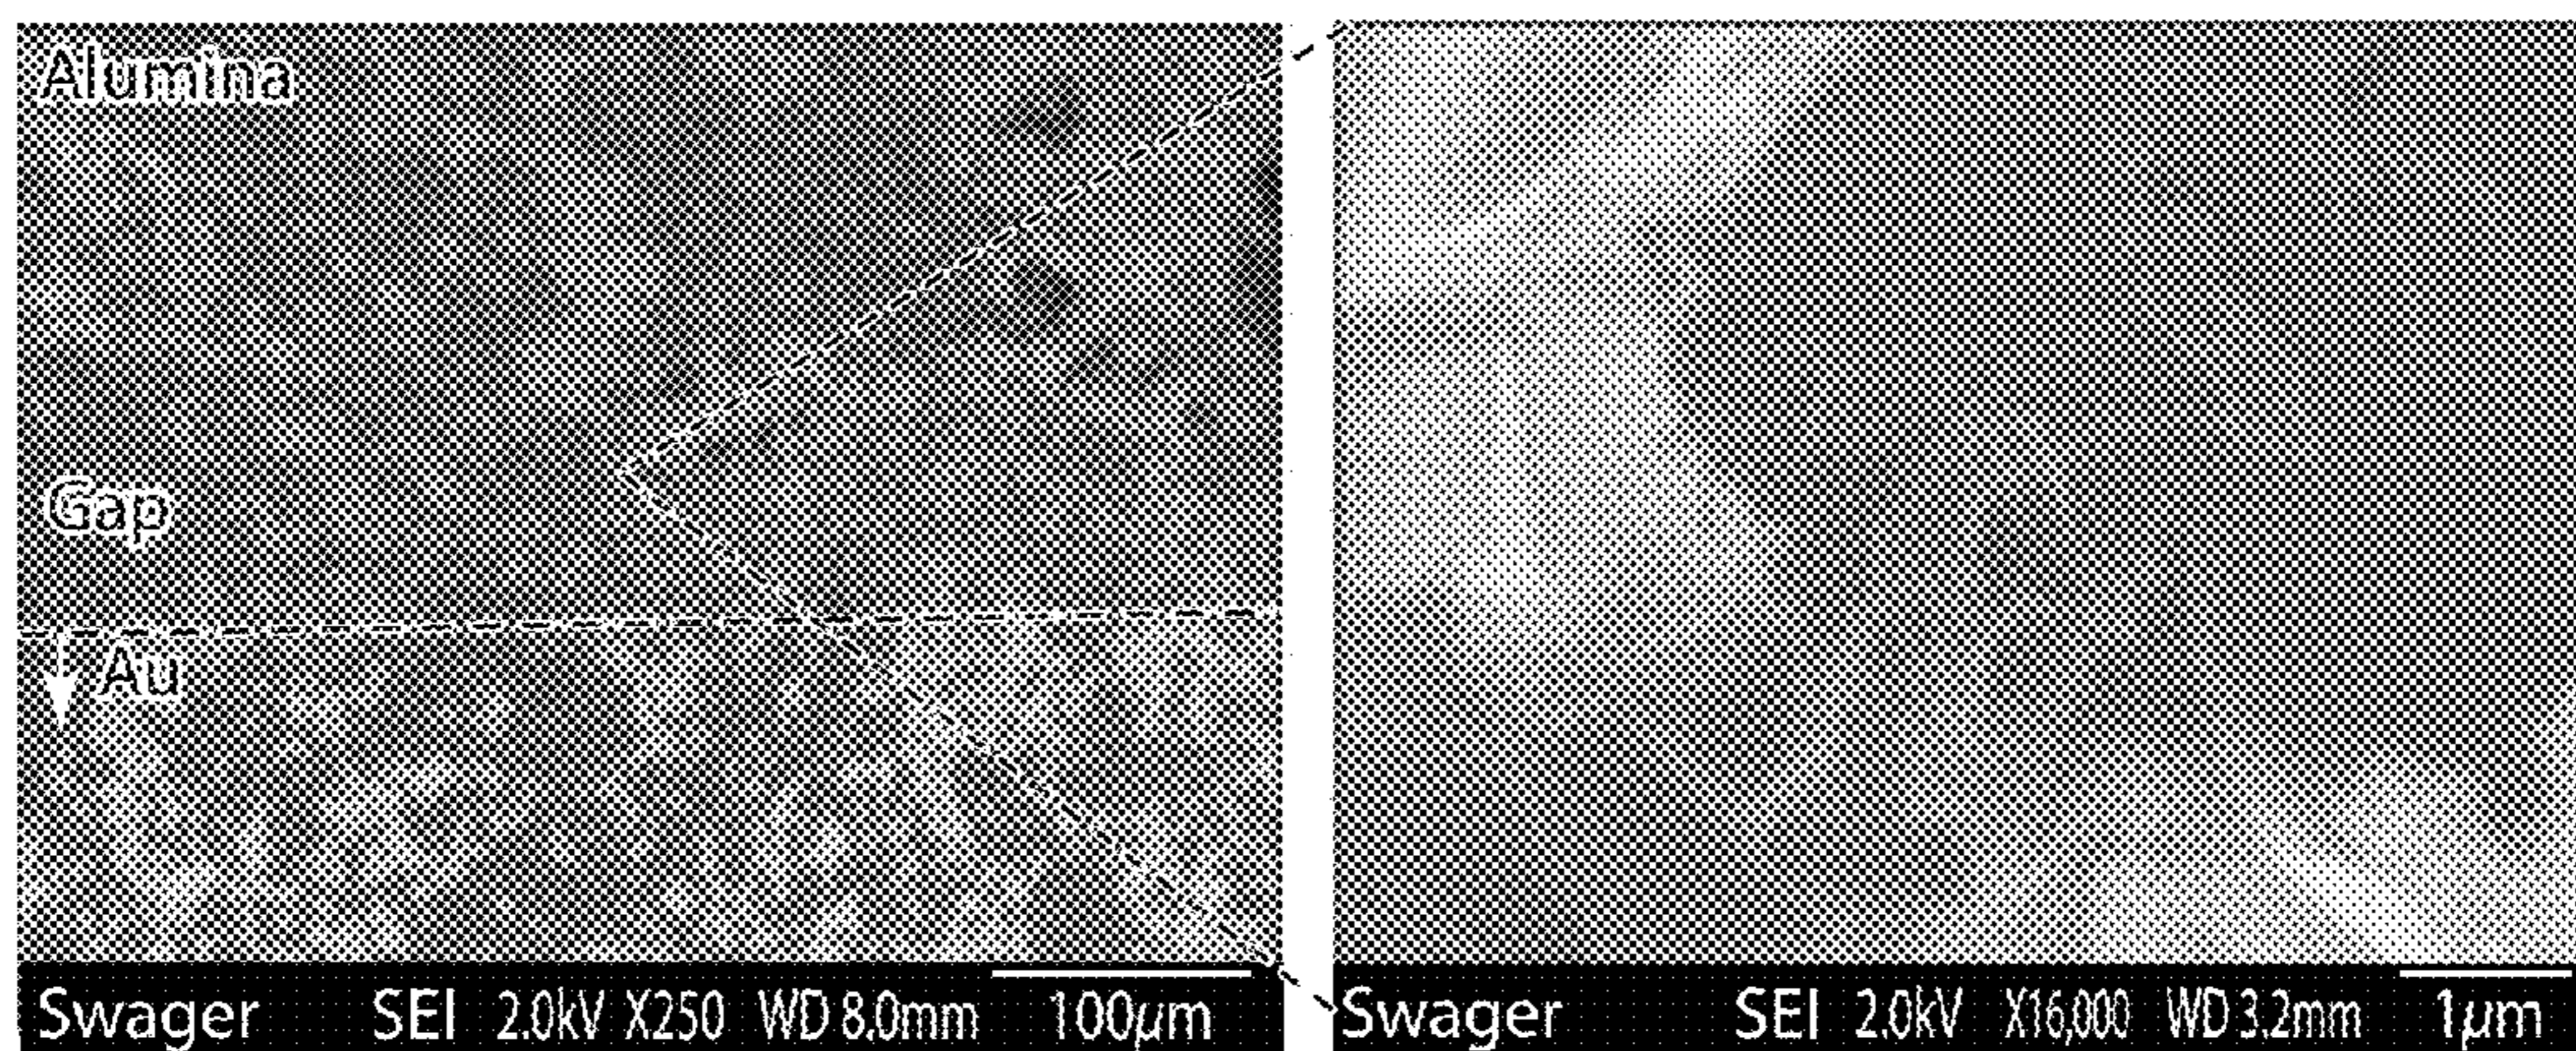 Alumina
Gap
Au
Swager SEI 2.0kV X250 WD 8.0mm 100µm
Swager SEI 2.0kV X16,000 WD 3.2mm 1µm